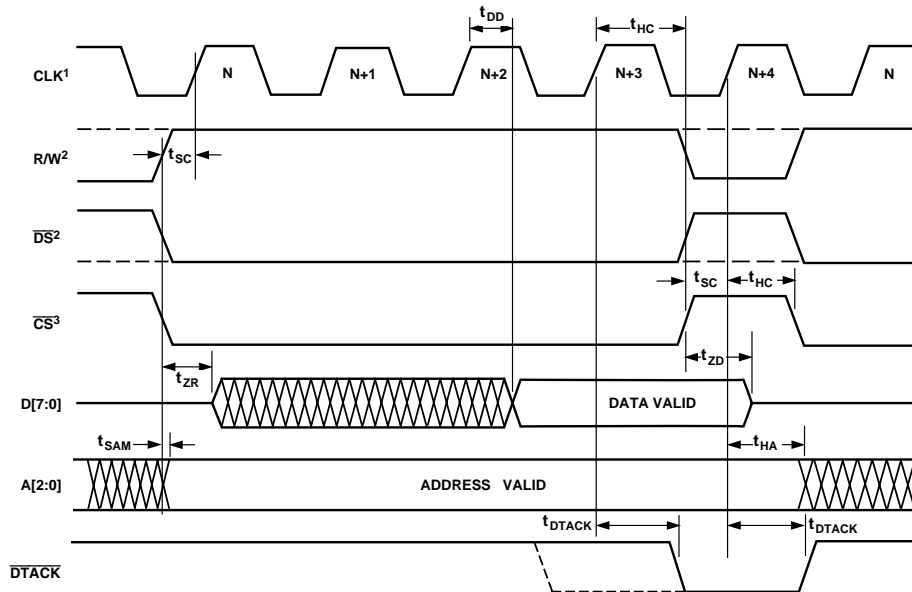 tDD
tHC
CLK¹ N N+1 N+2 N+3 N+4 N
R/W² tSC
DS²
tSC tHC
CS³
tZR tZD
D[7:0] DATA VALID
tSAM tHA
A[2:0] ADDRESS VALID
tDTACK tDTACK
DTACK